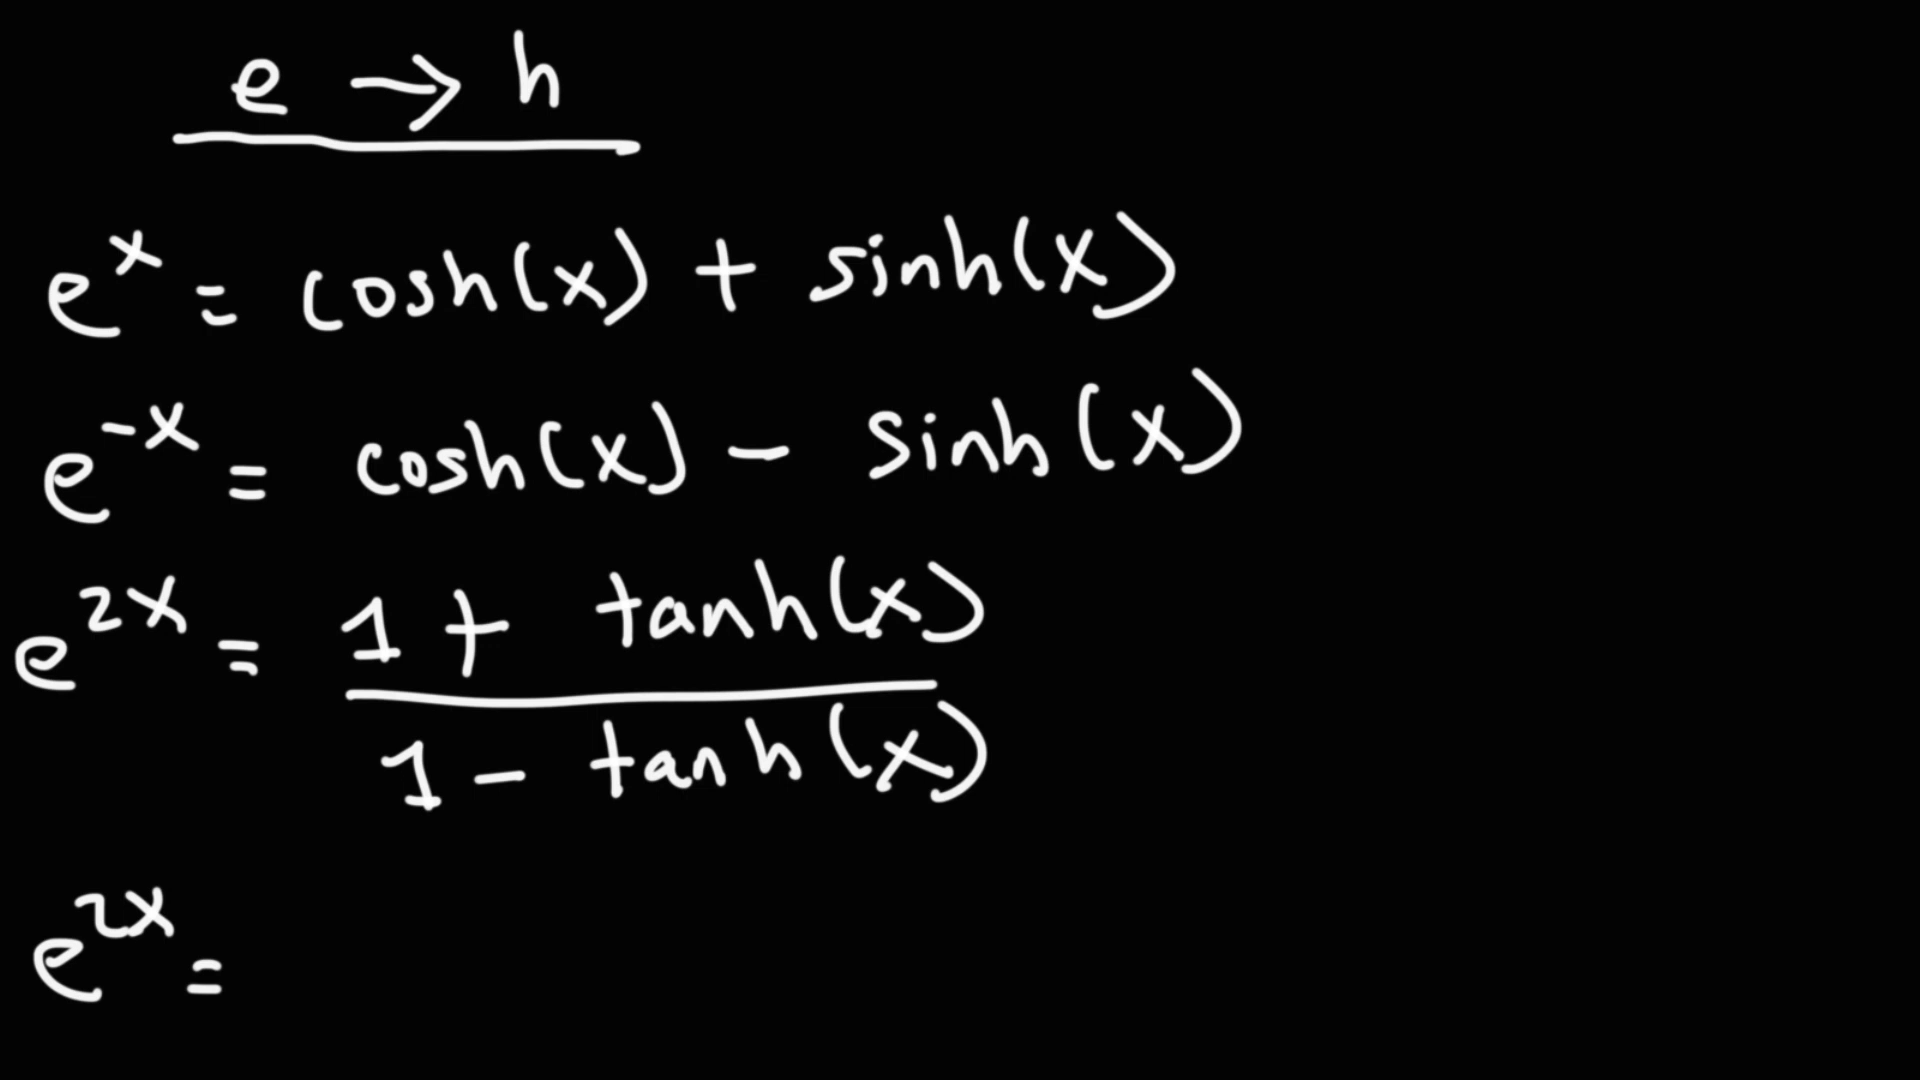 e → h
e^x = cosh(x) + sinh(x)
e^-x = cosh(x) - sinh(x)
e^2x = 1 + tanh(x) / 1 - tanh(x)
e^2x =